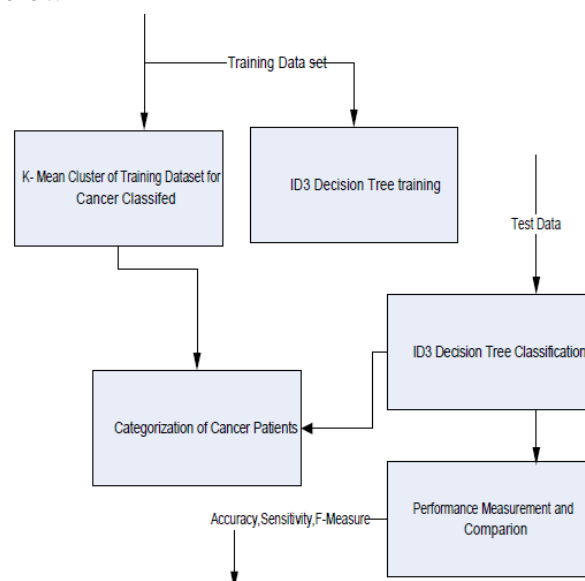 Training Data set
K- Mean Cluster of Training Dataset for
Cancer Classifed
ID3 Decision Tree training
Test Data
ID3 Decision Tree Classification
Categorization of Cancer Patients
Performance Measurement and
Comparion
Accuracy,Sensitivity,F-Measure